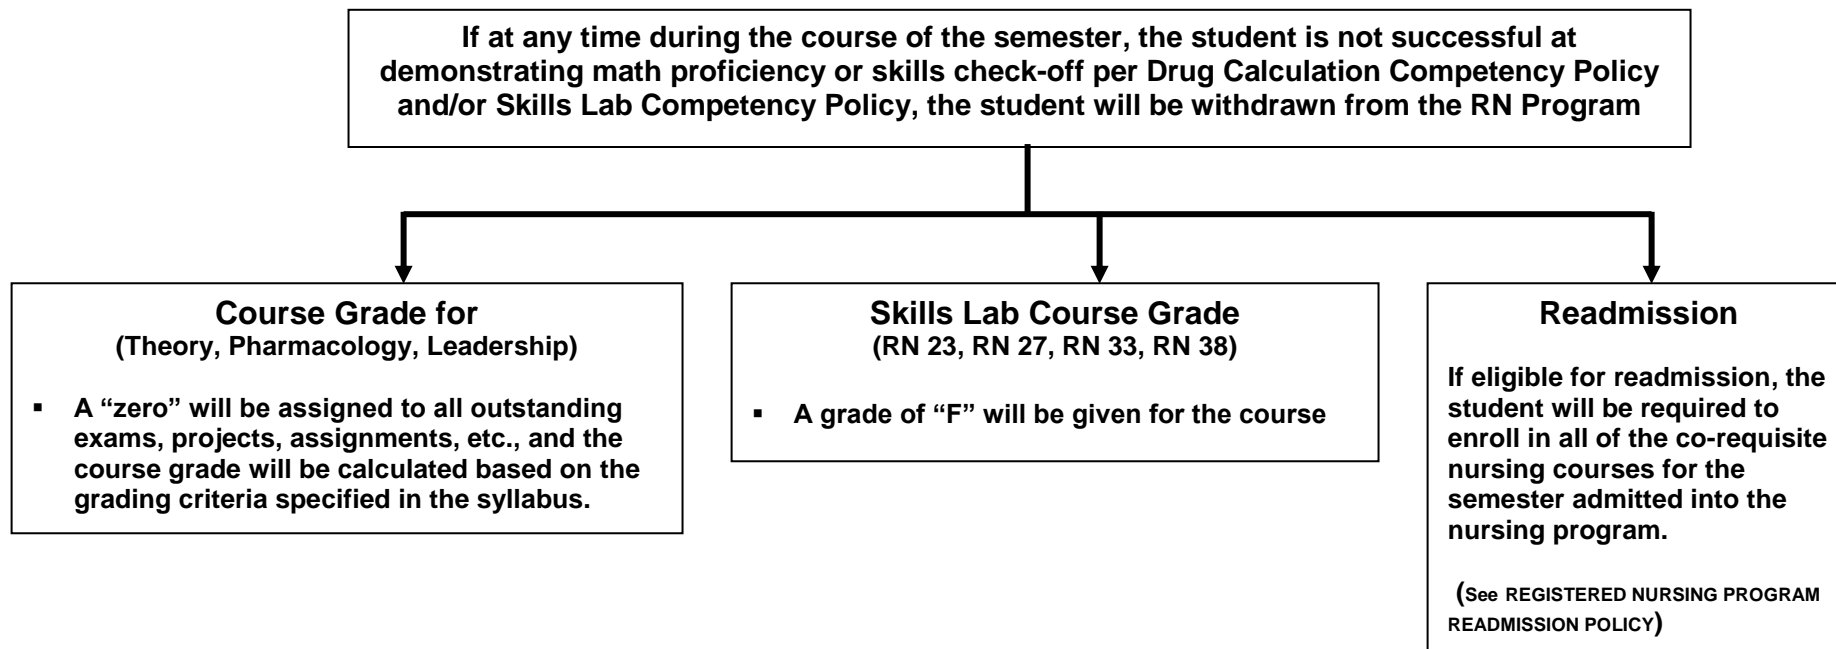 If at any time during the course of the semester, the student is not successful at
demonstrating math proficiency or skills check-off per Drug Calculation Competency Policy
and/or Skills Lab Competency Policy, the student will be withdrawn from the RN Program
Course Grade for
(Theory, Pharmacology, Leadership)
▪ A “zero” will be assigned to all outstanding
exams, projects, assignments, etc., and the
course grade will be calculated based on the
grading criteria specified in the syllabus.
Skills Lab Course Grade
(RN 23, RN 27, RN 33, RN 38)
▪ A grade of “F” will be given for the course
Readmission
If eligible for readmission, the
student will be required to
enroll in all of the co-requisite
nursing courses for the
semester admitted into the
nursing program.
(See REGISTERED NURSING PROGRAM
READMISSION POLICY)